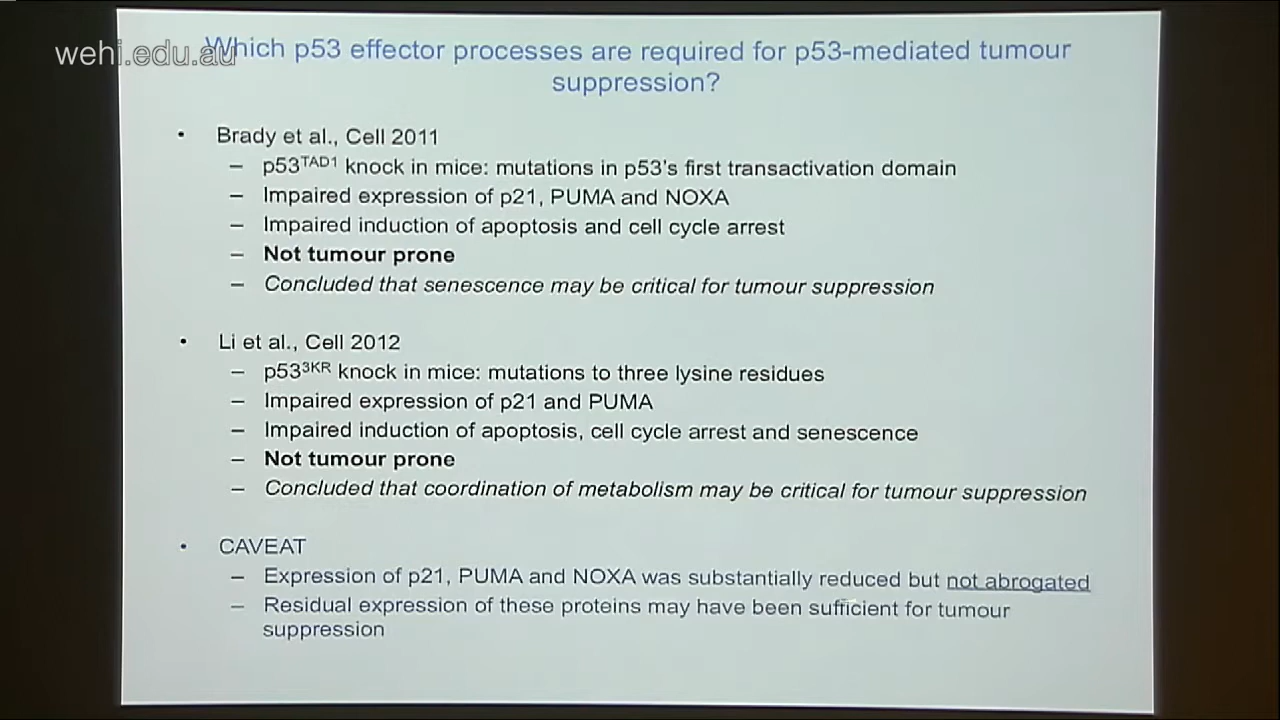 wehi.edu.au
Which p53 effector processes are required for p53-mediated tumour
suppression?
• Brady et al., Cell 2011
– p53TAD1 knock in mice: mutations in p53's first transactivation domain
– Impaired expression of p21, PUMA and NOXA
– Impaired induction of apoptosis and cell cycle arrest
– Not tumour prone
– Concluded that senescence may be critical for tumour suppression
• Li et al., Cell 2012
– p533KR knock in mice: mutations to three lysine residues
– Impaired expression of p21 and PUMA
– Impaired induction of apoptosis, cell cycle arrest and senescence
– Not tumour prone
– Concluded that coordination of metabolism may be critical for tumour suppression
• CAVEAT
– Expression of p21, PUMA and NOXA was substantially reduced but not abrogated
– Residual expression of these proteins may have been sufficient for tumour
suppression